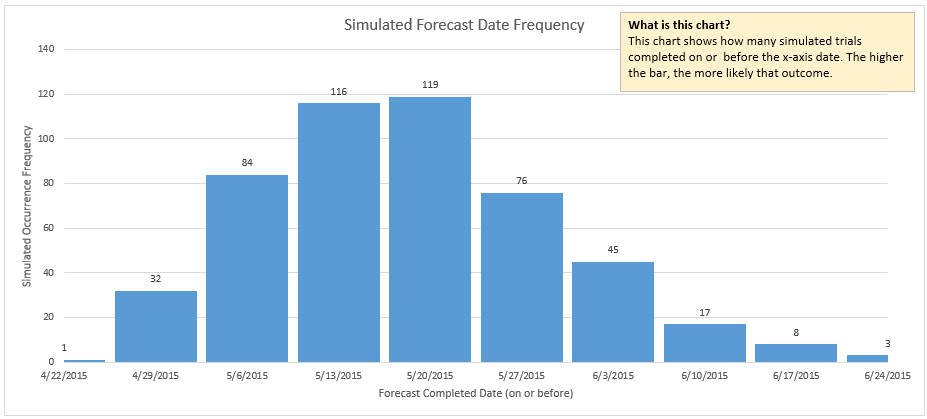 Simulated Forecast Date Frequency
What is this chart?
This chart shows how many simulated trials
completed on or  before the x-axis date. The higher
the bar, the more likely that outcome.
Simulated Occurrence Frequency
140
120
100
80
60
40
20
0
1
32
84
116
119
76
45
17
8
3
4/22/2015 4/29/2015 5/6/2015 5/13/2015 5/20/2015 5/27/2015 6/3/2015 6/10/2015 6/17/2015 6/24/2015
Forecast Completed Date (on or before)